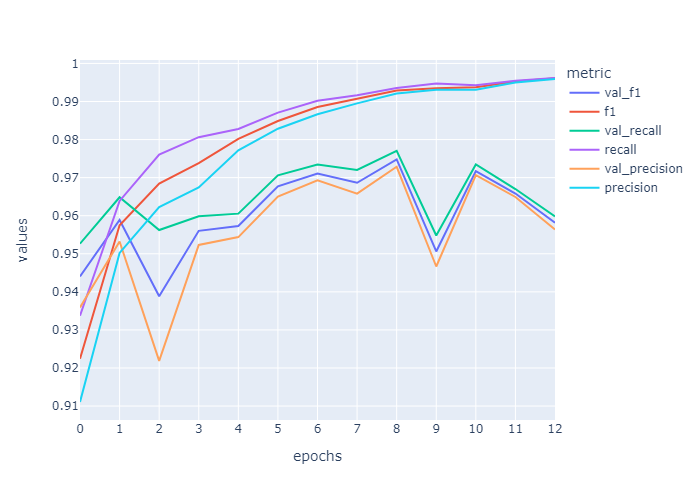 1
0.99
0.98
0.97
0.96
0.95
0.94
0.93
0.92
0.91
values
0 1 2 3 4 5 6 7 8 9 10 11 12
epochs
metric
val_f1
f1
val_recall
recall
val_precision
precision